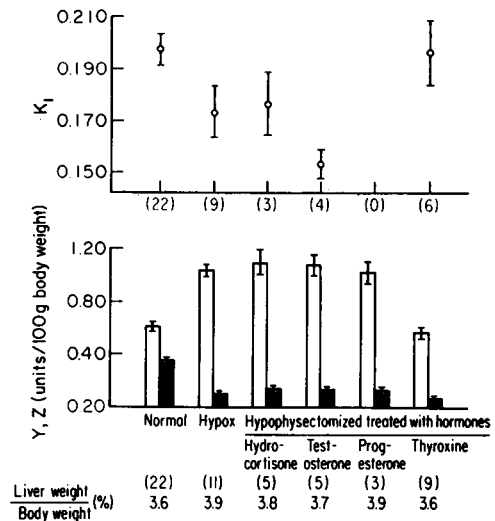 K1
0.210
0.190
0.170
0.150
(22) (9) (3) (4) (0) (6)
Y, Z (units/100g body weight)
1.20
0.80
0.40
0.20
Normal Hypox Hypophysectomized treated with hormones
Hydro-cortisone Test-osterone Prog-esterone Thyroxine
(22) (11) (5) (5) (3) (9)
Liver weight
Body weight (%) 3.6 3.9 3.8 3.7 3.9 3.6